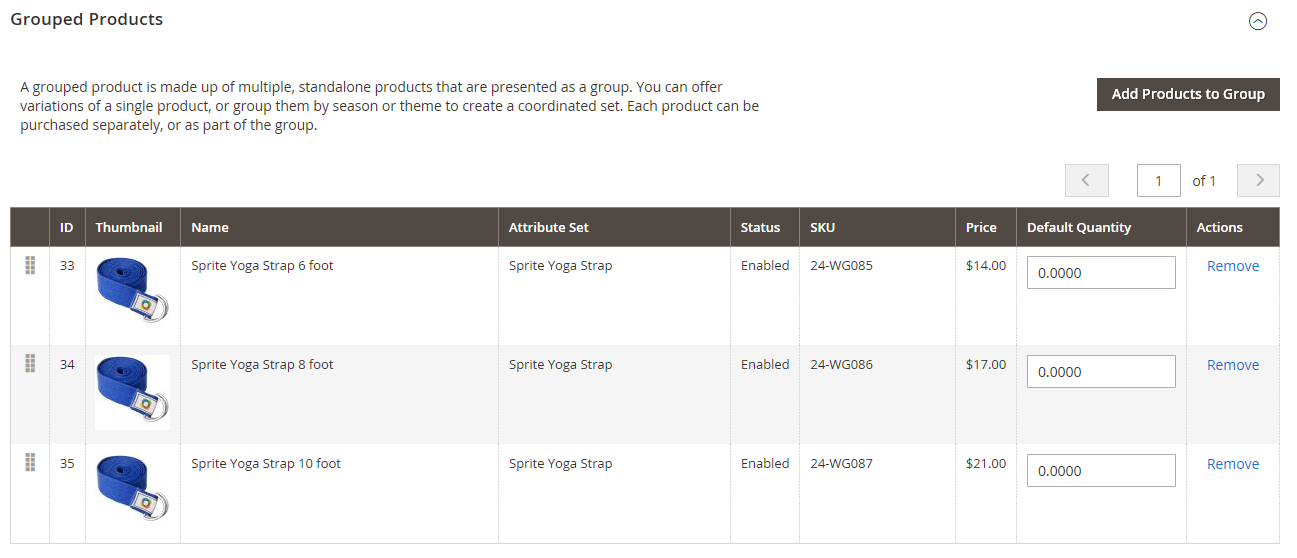 Grouped Products
A grouped product is made up of multiple, standalone products that are presented as a group. You can offer
variations of a single product, or group them by season or theme to create a coordinated set. Each product can be
purchased separately, or as part of the group.
Add Products to Group
1 of 1
ID Thumbnail Name Attribute Set Status SKU Price Default Quantity Actions
33 Sprite Yoga Strap 6 foot Sprite Yoga Strap Enabled 24-WG085 $14.00 0.0000 Remove
34 Sprite Yoga Strap 8 foot Sprite Yoga Strap Enabled 24-WG086 $17.00 0.0000 Remove
35 Sprite Yoga Strap 10 foot Sprite Yoga Strap Enabled 24-WG087 $21.00 0.0000 Remove